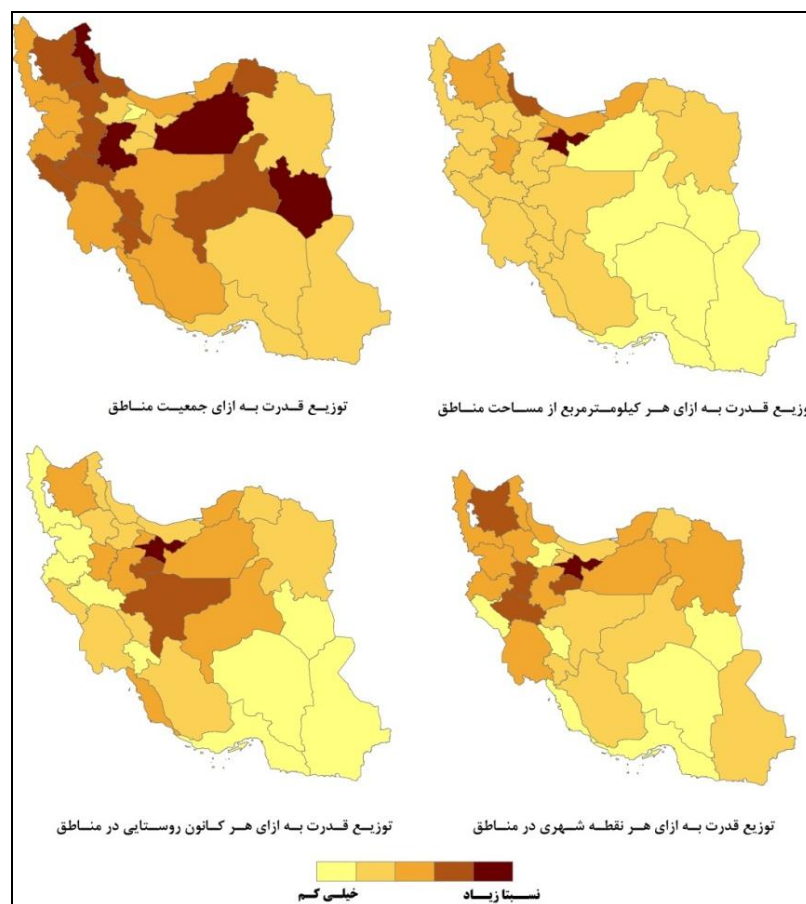 توزیع قدرت به ازای هر کیلومترمربع از مساحت مناطق
توزیع قدرت به ازای جمعیت مناطق
توزیع قدرت به ازای هر نقطه شهری در مناطق
توزیع قدرت به ازای هر کانون روستایی در مناطق
نسبتا زیاد
خیلی کم